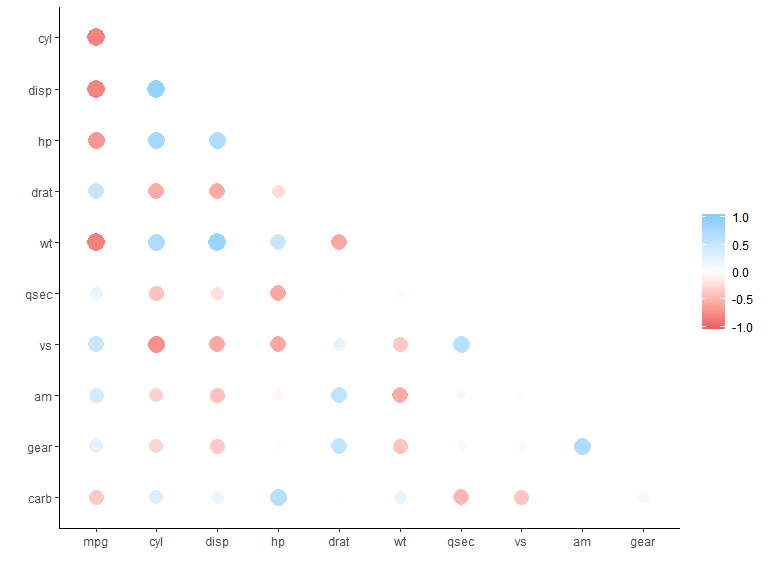 cyl
disp
hp
drat
wt
qsec
vs
am
gear
carb
mpg cyl disp hp drat wt qsec vs am gear
1.0
0.5
0.0
-0.5
-1.0